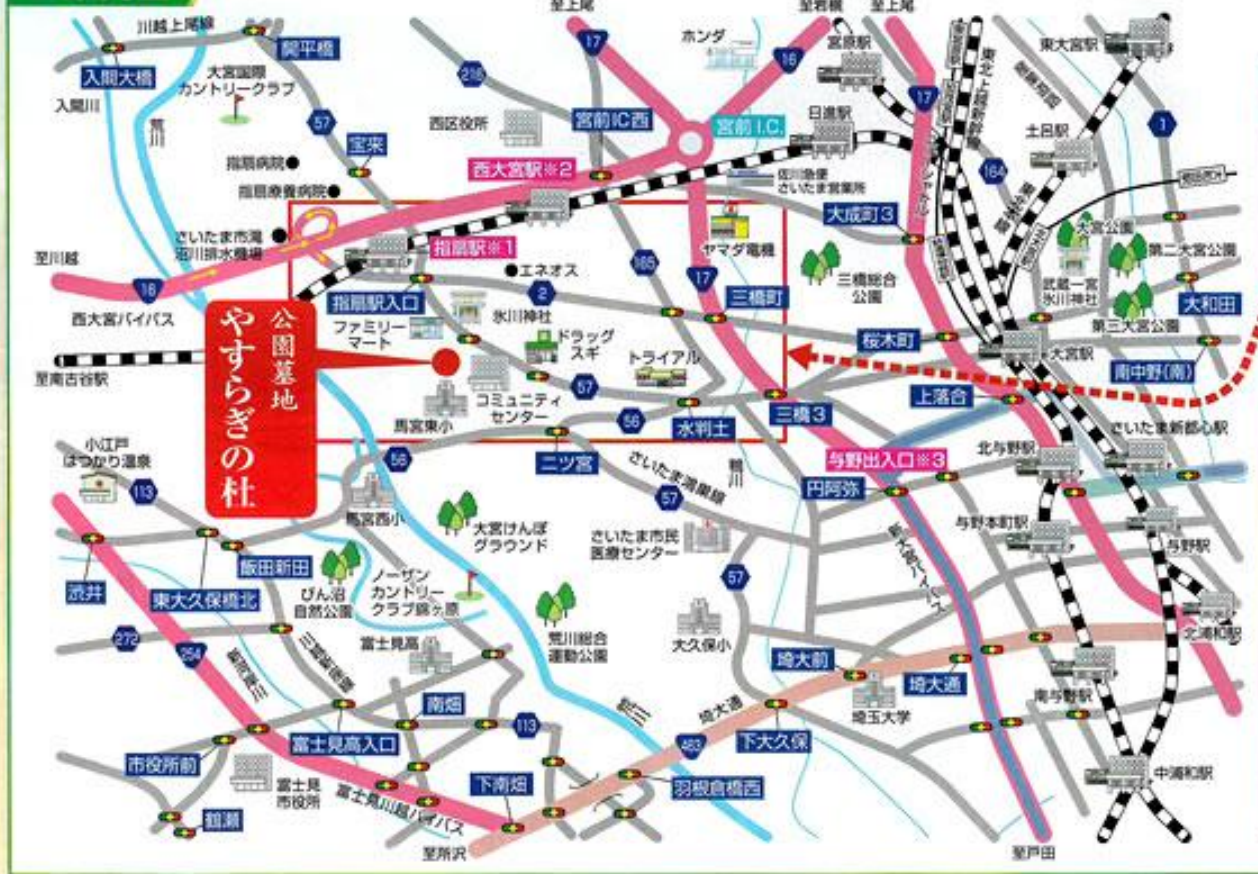 至上尾
至岩槻
至上尾
川越上尾線
開平橋
入間大橋
入間川
荒川
大宮国際
カントリークラブ
57
宝来
指扇病院
指扇療養病院
216
西区役所
17
宮前IC西
宮前I.C.
16
ホンダ
宮原駅
日進駅
17
東北上越新幹線
東大宮駅
土呂駅
1
164
西大宮駅※2
佐川急便
さいたま営業所
大成町3
ヤマダ電機
さいたま市滝
沼川排水機場
至川越
16
西大宮バイパス
指扇駅※1
エネオス
指扇駅入口
2
氷川神社
ファミリー
マート
165
17
三橋町
三橋総合
公園
大宮公園
武蔵一宮
氷川神社
第二大宮公園
大和田
第三大宮公園
桜木町
大宮駅
南中野(南)
公園墓地
やすらぎの杜
至南古谷駅
ドラッグ
スギ
トライアル
コミュニティ
センター
57
馬宮東小
56
水判土
三橋3
上落合
さいたま新都心駅
二ツ宮
さいたま鴻巣線
鴨川
北与野駅
与野出入口※3
円阿弥
小江戸
はつかり温泉
113
56
馬宮西小
大宮けんぽ
グラウンド
57
さいたま市民
医療センター
与野本町駅
与野駅
新大宮バイパス
渋井
東大久保橋北
飯田新田
びん沼
自然公園
ノーザン
カントリー
クラブ錦ヶ原
荒川総合
運動公園
57
大久保小
北浦和駅
272
254
富士見高
埼大前
埼玉大学
埼大通
南与野駅
南畑
113
富士見高入口
荒川
埼大通
463
下大久保
市役所前
富士見
市役所
富士見川越バイパス
下南畑
羽根倉橋西
中浦和駅
鶴瀬
至所沢
至戸田